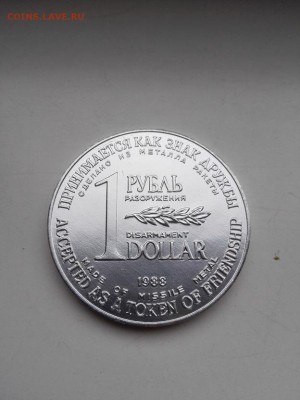 COINS.LAVE.RU
ПРИНИМАЕТСЯ КАК ЗНАК ДРУЖБЫ
СДЕЛАНО ИЗ МЕТАЛЛА РАКЕТЫ
1 РУБЛЬ
РАЗОРУЖЕНИЯ
DISARMAMENT
DOLLAR
1988
MADE OF MISSILE METAL
ACCEPTED AS A TOKEN OF FRIENDSHIP